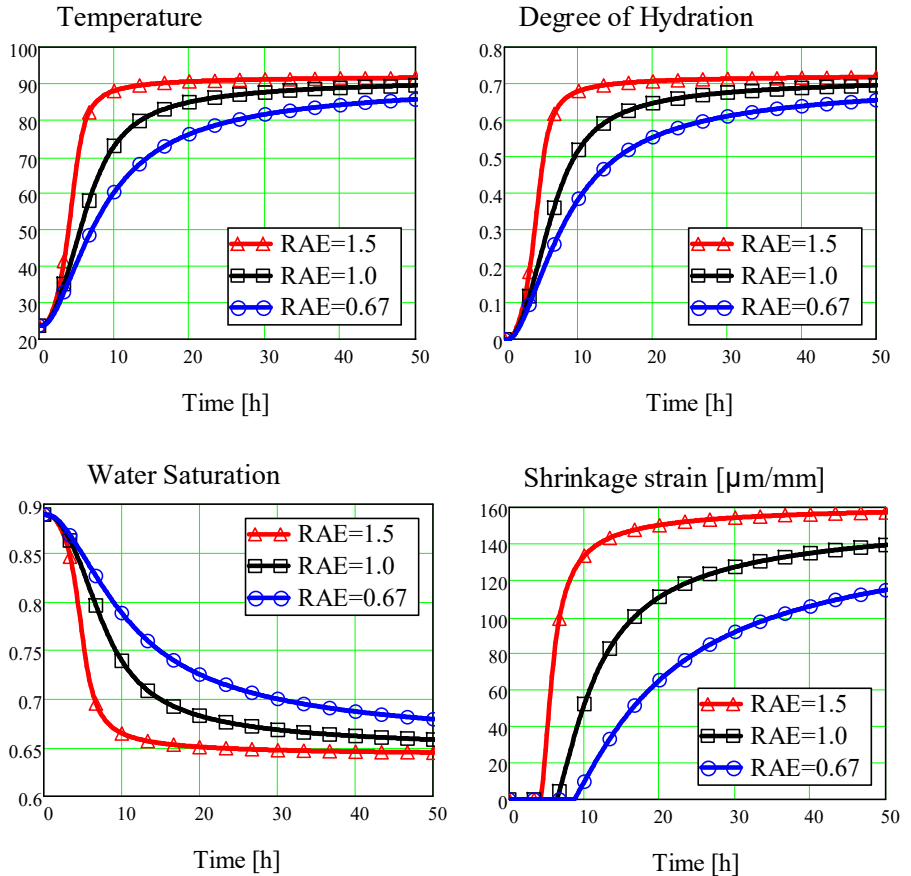 Temperature
100
90
80
70
60
50
40
30
20
0 10 20 30 40 50
RAE=1.5
RAE=1.0
RAE=0.67
Time [h]
Degree of Hydration
0.8
0.7
0.6
0.5
0.4
0.3
0.2
0.1
0
0 10 20 30 40 50
RAE=1.5
RAE=1.0
RAE=0.67
Time [h]
Water Saturation
0.9
0.85
0.8
0.75
0.7
0.65
0.6
0 10 20 30 40 50
RAE=1.5
RAE=1.0
RAE=0.67
Time [h]
Shrinkage strain [μm/mm]
160
140
120
100
80
60
40
20
0
0 10 20 30 40 50
RAE=1.5
RAE=1.0
RAE=0.67
Time [h]